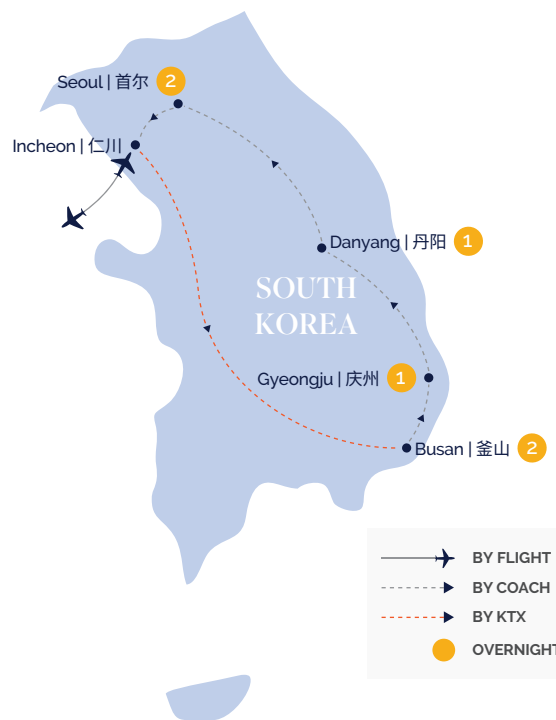 Seoul | 首尔 2
Incheon | 仁川
Danyang | 丹阳 1
SOUTH
KOREA
Gyeongju | 庆州 1
Busan | 釜山 2
BY FLIGHT
BY COACH
BY KTX
OVERNIGHT